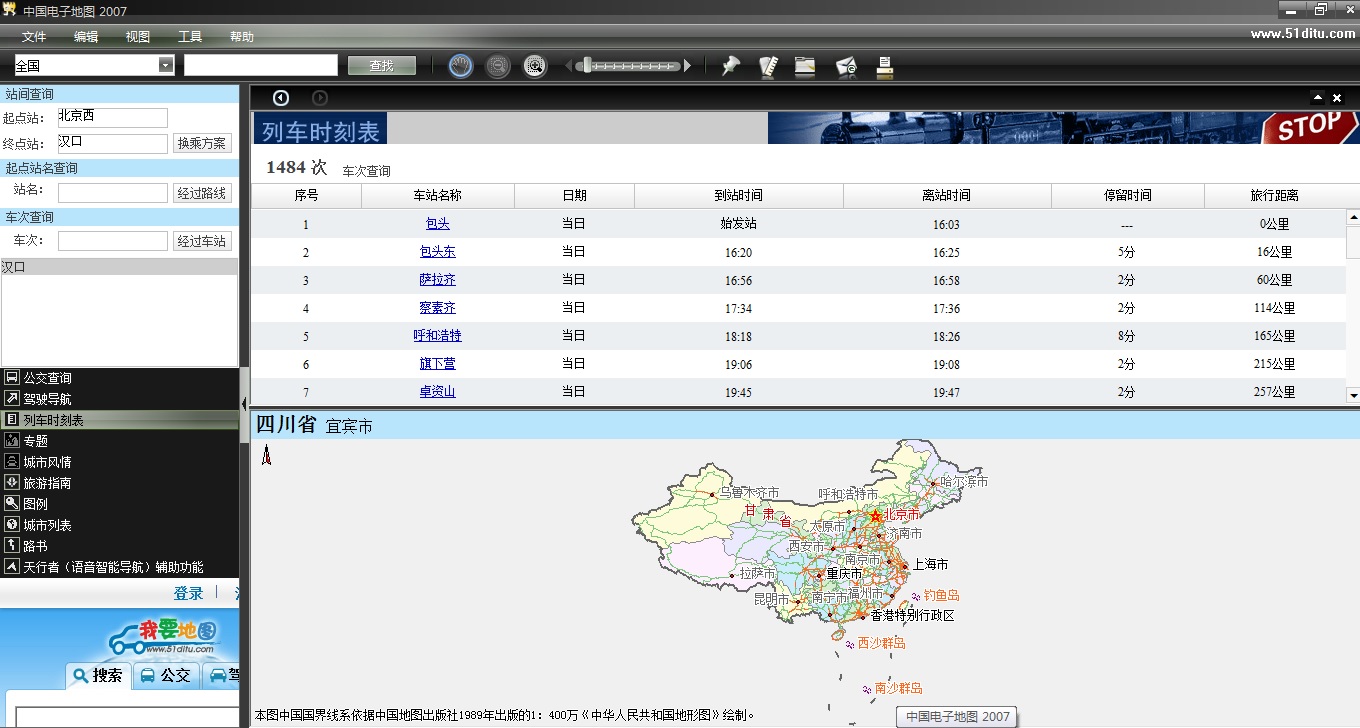 中国电子地图 2007
文件 编辑 视图 工具 帮助
www.51ditu.com
全国 查找
站间查询
起点站： 北京西
终点站： 汉口 换乘方案
起点站名查询
站名： 经过路线
车次查询
车次： 经过车站
汉口
公交查询
驾驶导航
列车时刻表
专题
城市风情
旅游指南
图例
城市列表
路书
天行者（语音智能导航）辅助功能
登录
我要地图
www.51ditu.com
搜索 公交 驾
列车时刻表
STOP
1484 次 车次查询
序号 车站名称 日期 到站时间 离站时间 停留时间 旅行距离
1 包头 当日 始发站 16:03 --- 0公里
2 包头东 当日 16:20 16:25 5分 16公里
3 萨拉齐 当日 16:56 16:58 2分 60公里
4 察素齐 当日 17:34 17:36 2分 114公里
5 呼和浩特 当日 18:18 18:26 8分 165公里
6 旗下营 当日 19:06 19:08 2分 215公里
7 卓资山 当日 19:45 19:47 2分 257公里
四川省 宜宾市
哈尔滨市
乌鲁木齐市
呼和浩特市
甘肃省
北京市
太原市
济南市
西安市
南京市
上海市
拉萨市
重庆市
昆明市
南宁市
福州市
钓鱼岛
香港特别行政区
西沙群岛
南沙群岛
本图中国国界线系依据中国地图出版社1989年出版的1：400万《中华人民共和国地形图》绘制。
中国电子地图 2007